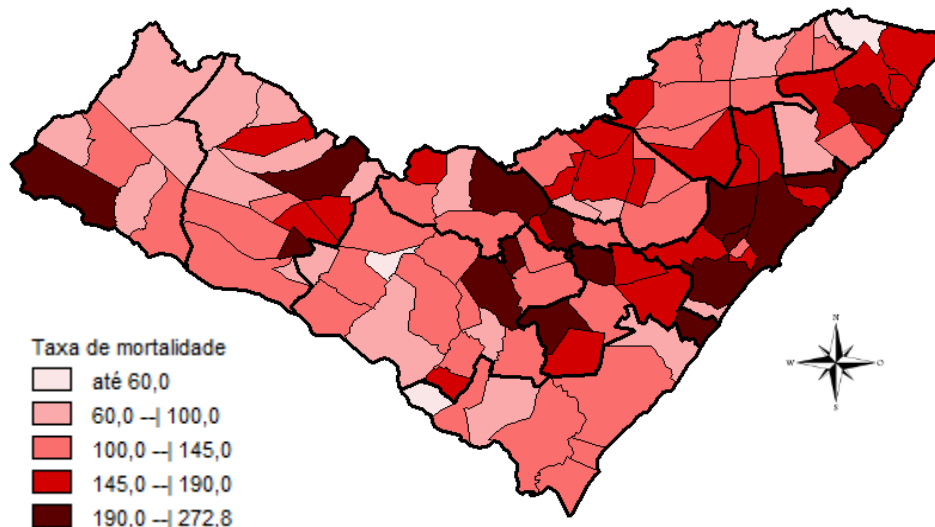 N
W
O
S
Taxa de mortalidade
até 60,0
60,0 --| 100,0
100,0 --| 145,0
145,0 --| 190,0
190,0 --| 272,8